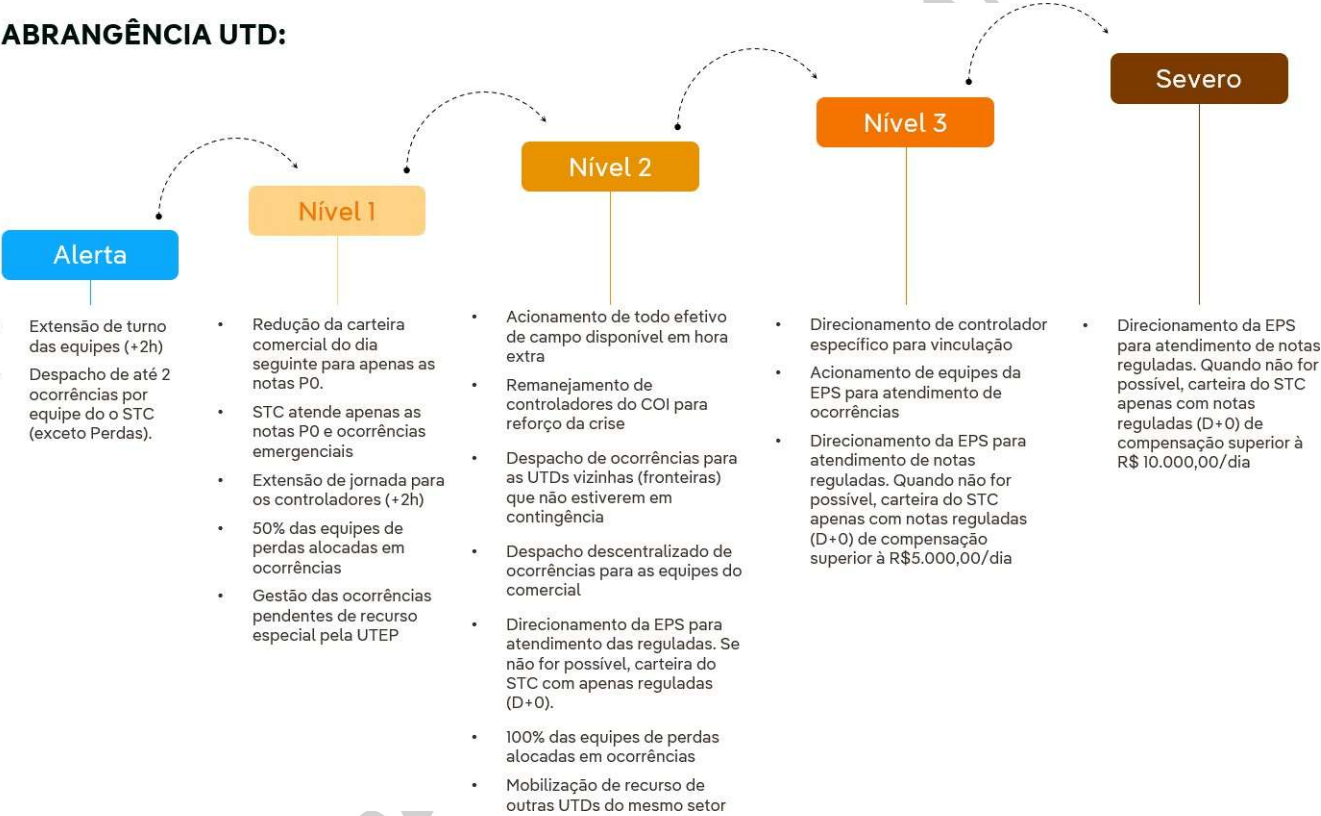 ABRANGÊNCIA UTD:
Alerta
Extensão de turno
das equipes (+2h)
Despacho de até 2
ocorrências por
equipe do o STC
(exceto Perdas).
Nível 1
• Redução da carteira
comercial do dia
seguinte para apenas as
notas P0.
• STC atende apenas as
notas P0 e ocorrências
emergenciais
• Extensão de jornada para
os controladores (+2h)
• 50% das equipes de
perdas alocadas em
ocorrências
• Gestão das ocorrências
pendentes de recurso
especial pela UTEP
Nível 2
• Acionamento de todo efetivo
de campo disponível em hora
extra
• Remanejamento de
controladores do COI para
reforço da crise
• Despacho de ocorrências para
as UTDs vizinhas (fronteiras)
que não estiverem em
contingência
• Despacho descentralizado de
ocorrências para as equipes do
comercial
• Direcionamento da EPS para
atendimento das reguladas. Se
não for possível, carteira do
STC com apenas reguladas
(D+0).
• 100% das equipes de perdas
alocadas em ocorrências
• Mobilização de recurso de
outras UTDs do mesmo setor
Nível 3
• Direcionamento de controlador
específico para vinculação
• Acionamento de equipes da
EPS para atendimento de
ocorrências
• Direcionamento da EPS para
atendimento de notas
reguladas. Quando não for
possível, carteira do STC
apenas com notas reguladas
(D+0) de compensação
superior à R$5.000,00/dia
Severo
• Direcionamento da EPS
para atendimento de notas
reguladas. Quando não for
possível, carteira do STC
apenas com notas
reguladas (D+0) de
compensação superior à
R$ 10.000,00/dia